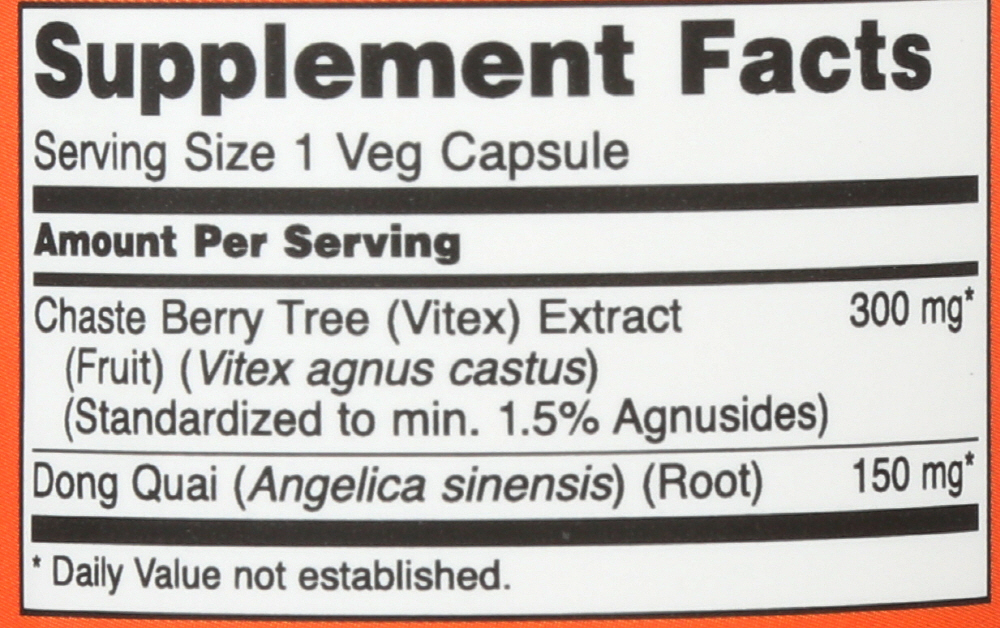 Supplement Facts
Serving Size 1 Veg Capsule
Amount Per Serving
Chaste Berry Tree (Vitex) Extract 300 mg*
(Fruit) (Vitex agnus castus)
(Standardized to min. 1.5% Agnusides)
Dong Quai (Angelica sinensis) (Root) 150 mg*
* Daily Value not established.